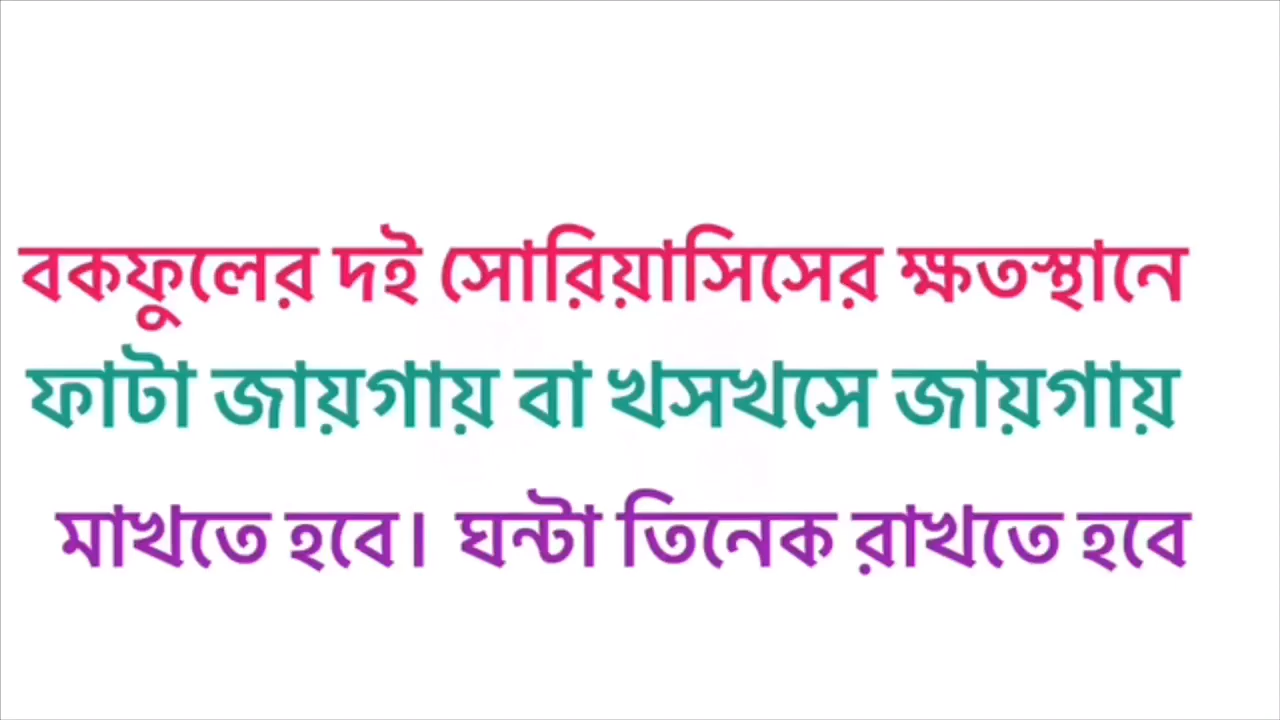 বকফুলের দই সোরিয়াসিসের ক্ষতস্থানে
ফাটা জায়গায় বা খসখসে জায়গায়
মাখতে হবে। ঘন্টা তিনেক রাখতে হবে